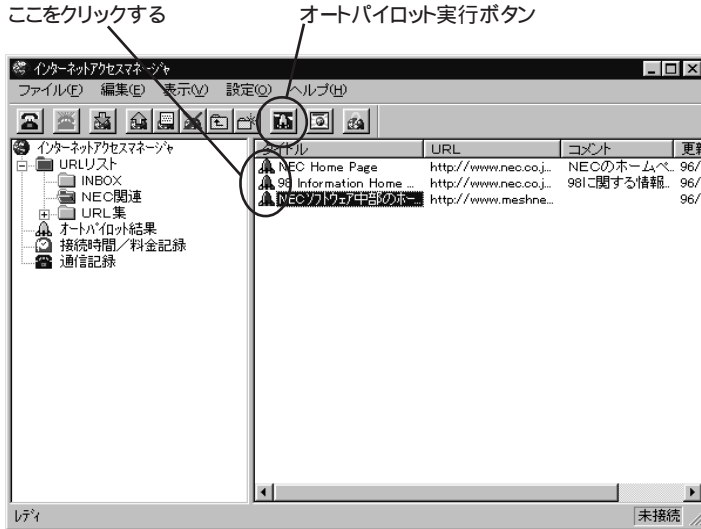 ここをクリックする
オートパイロット実行ボタン
ｲﾝﾀｰﾈｯﾄｱｸｾｽﾏﾈｰｼﾞｬ
ファイル(F) 編集(E) 表示(V) 設定(O) ヘルプ(H)
ｲﾝﾀｰﾈｯﾄｱｸｾｽﾏﾈｰｼﾞｬ
URLリスト
INBOX
NEC関連
URL集
ｵｰﾄﾊﾟｲﾛｯﾄ結果
接続時間／料金記録
通信記録
タイトル URL コメント 更新
NEC Home Page http://www.nec.co.j... NECのホームペ... 96/
98 Information Home ... http://www.nec.co.j... 98に関する情報... 96/
NECソフトウェア中部のホー... http://www.meshne... 96/
ﾚﾃﾞｨ
未接続